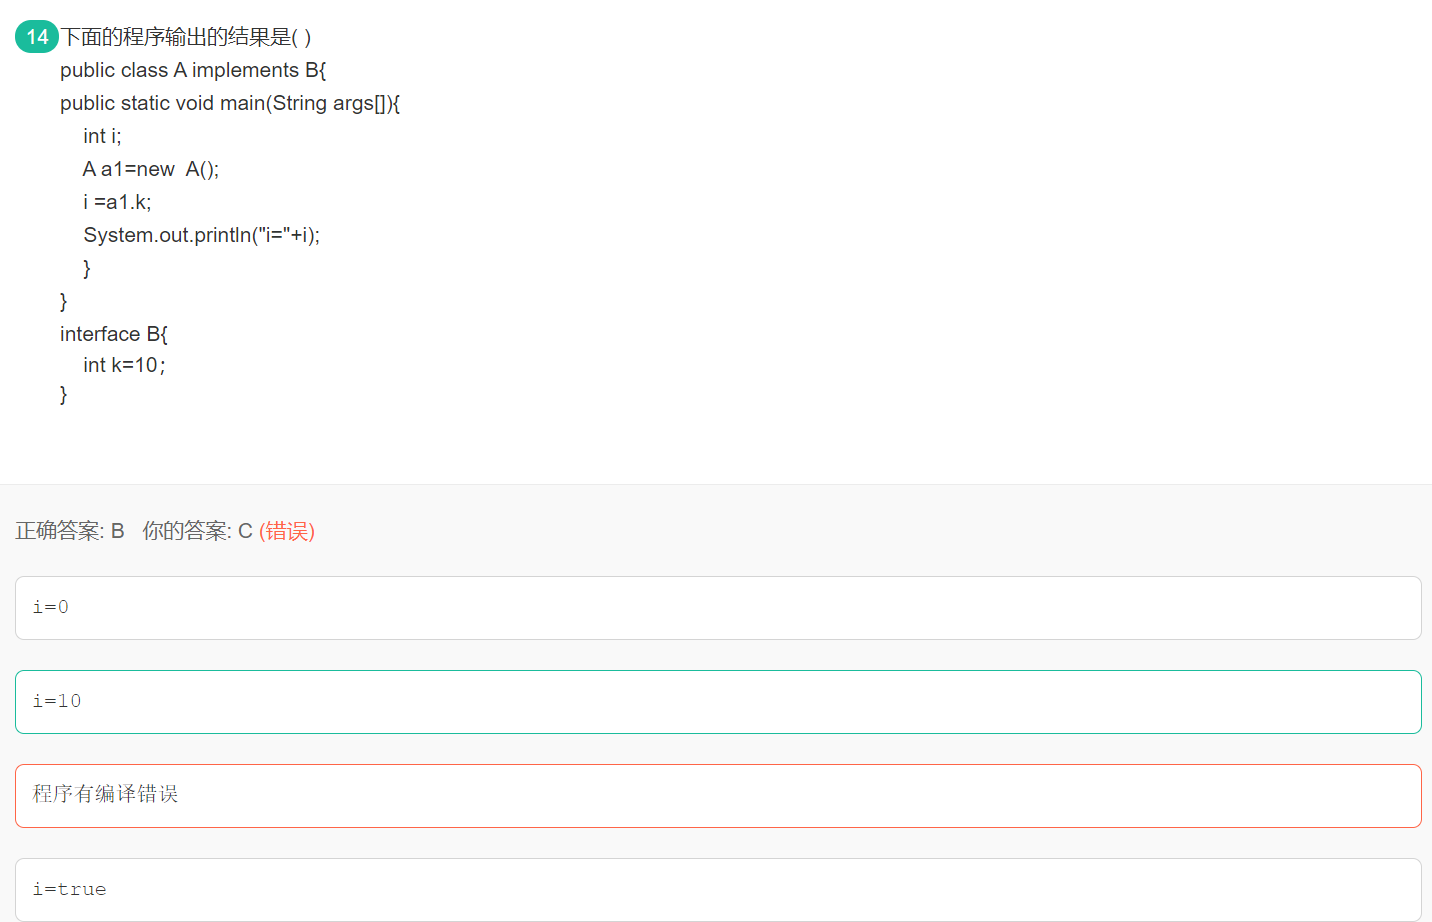 14 下面的程序输出的结果是( )
public class A implements B{
public static void main(String args[]){
int i;
A a1=new  A();
i =a1.k;
System.out.println("i="+i);
}
}
interface B{
int k=10;
}
正确答案: B   你的答案: C (错误)
i=0
i=10
程序有编译错误
i=true